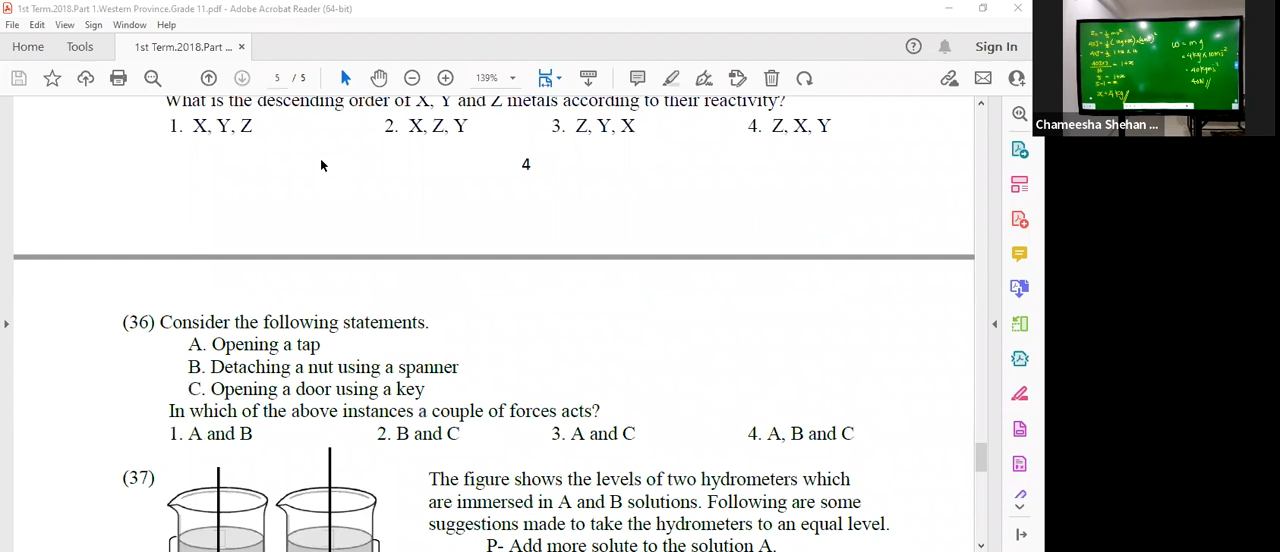 1st Term.2018.Part 1.Western Province.Grade 11.pdf - Adobe Acrobat Reader (64-bit)
File Edit View Sign Window Help
Home Tools 1st Term.2018.Part ... × Sign In
5 / 5 139%
What is the descending order of X, Y and Z metals according to their reactivity?
1. X, Y, Z 2. X, Z, Y 3. Z, Y, X 4. Z, X, Y
4
(36) Consider the following statements.
A. Opening a tap
B. Detaching a nut using a spanner
C. Opening a door using a key
In which of the above instances a couple of forces acts?
1. A and B 2. B and C 3. A and C 4. A, B and C
(37) The figure shows the levels of two hydrometers which
are immersed in A and B solutions. Following are some
suggestions made to take the hydrometers to an equal level.
P- Add more solute to the solution A.
w = mg
Chameesha Shehan ...